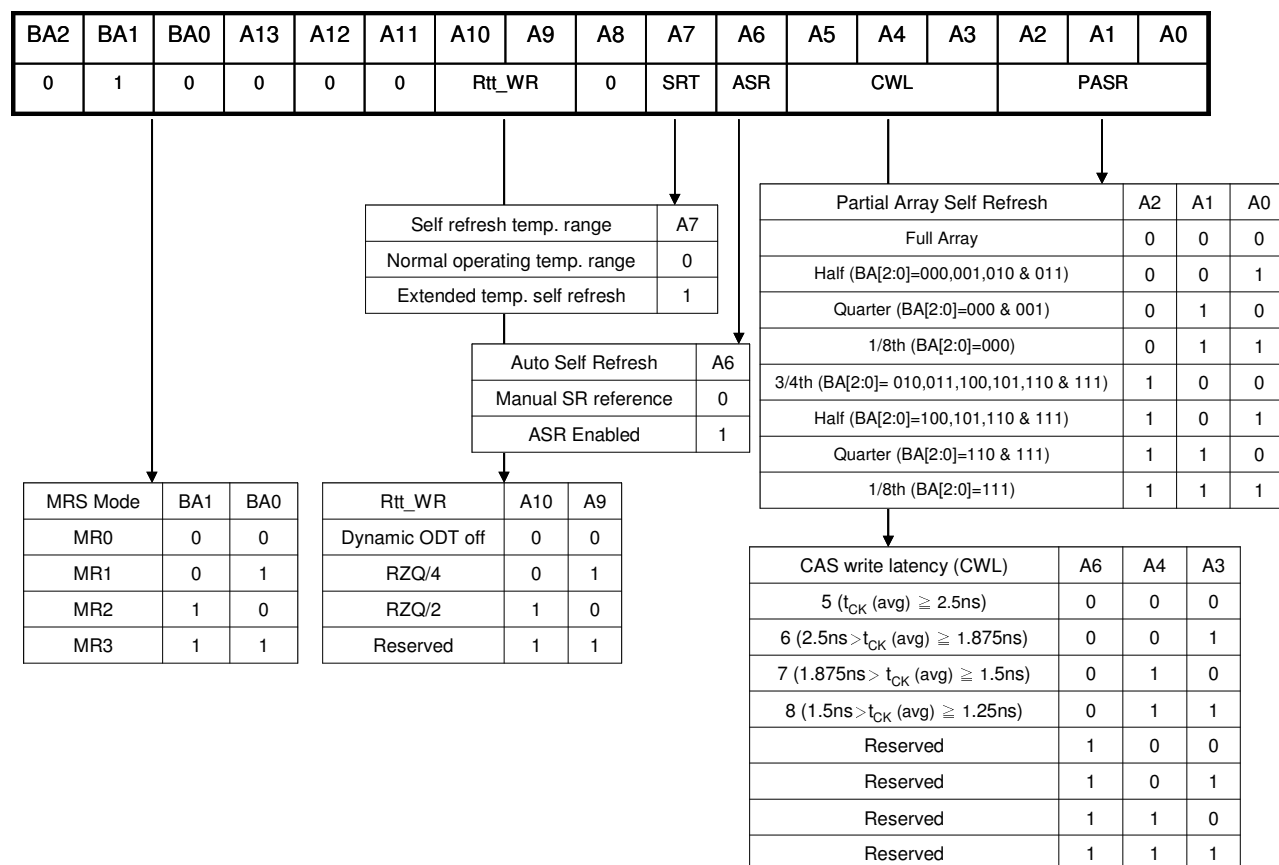 BA2 BA1 BA0 A13 A12 A11 A10 A9 A8 A7 A6 A5 A4 A3 A2 A1 A0
0 1 0 0 0 0 Rtt_WR 0 SRT ASR CWL PASR
Self refresh temp. range A7
Normal operating temp. range 0
Extended temp. self refresh 1
Auto Self Refresh A6
Manual SR reference 0
ASR Enabled 1
Partial Array Self Refresh A2 A1 A0
Full Array 0 0 0
Half (BA[2:0]=000,001,010 & 011) 0 0 1
Quarter (BA[2:0]=000 & 001) 0 1 0
1/8th (BA[2:0]=000) 0 1 1
3/4th (BA[2:0]= 010,011,100,101,110 & 111) 1 0 0
Half (BA[2:0]=100,101,110 & 111) 1 0 1
Quarter (BA[2:0]=110 & 111) 1 1 0
1/8th (BA[2:0]=111) 1 1 1
MRS Mode BA1 BA0
MR0 0 0
MR1 0 1
MR2 1 0
MR3 1 1
Rtt_WR A10 A9
Dynamic ODT off 0 0
RZQ/4 0 1
RZQ/2 1 0
Reserved 1 1
CAS write latency (CWL) A6 A4 A3
5 (tCK (avg) ≧ 2.5ns) 0 0 0
6 (2.5ns>tCK (avg) ≧ 1.875ns) 0 0 1
7 (1.875ns> tCK (avg) ≧ 1.5ns) 0 1 0
8 (1.5ns>tCK (avg) ≧ 1.25ns) 0 1 1
Reserved 1 0 0
Reserved 1 0 1
Reserved 1 1 0
Reserved 1 1 1